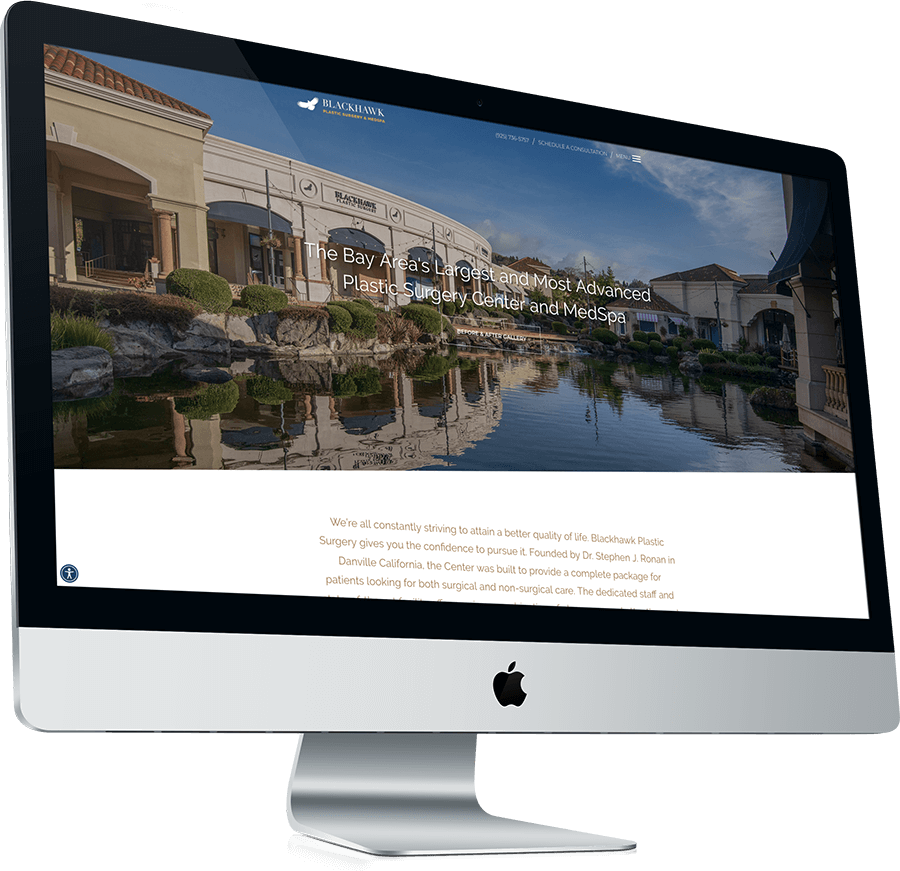 BLACKHAWK
PLASTIC SURGERY & MEDSPA
(925) 736-5757 / SCHEDULE A CONSULTATION / MENU
BLACKHAWK
PLASTIC SURGERY
The Bay Area's Largest and Most Advanced
Plastic Surgery Center and MedSpa
BEFORE & AFTER GALLERY
We're all constantly striving to attain a better quality of life. Blackhawk Plastic
Surgery gives you the confidence to pursue it. Founded by Dr. Stephen J. Ronan in
Danville California, the Center was built to provide a complete package for
patients looking for both surgical and non-surgical care. The dedicated staff and